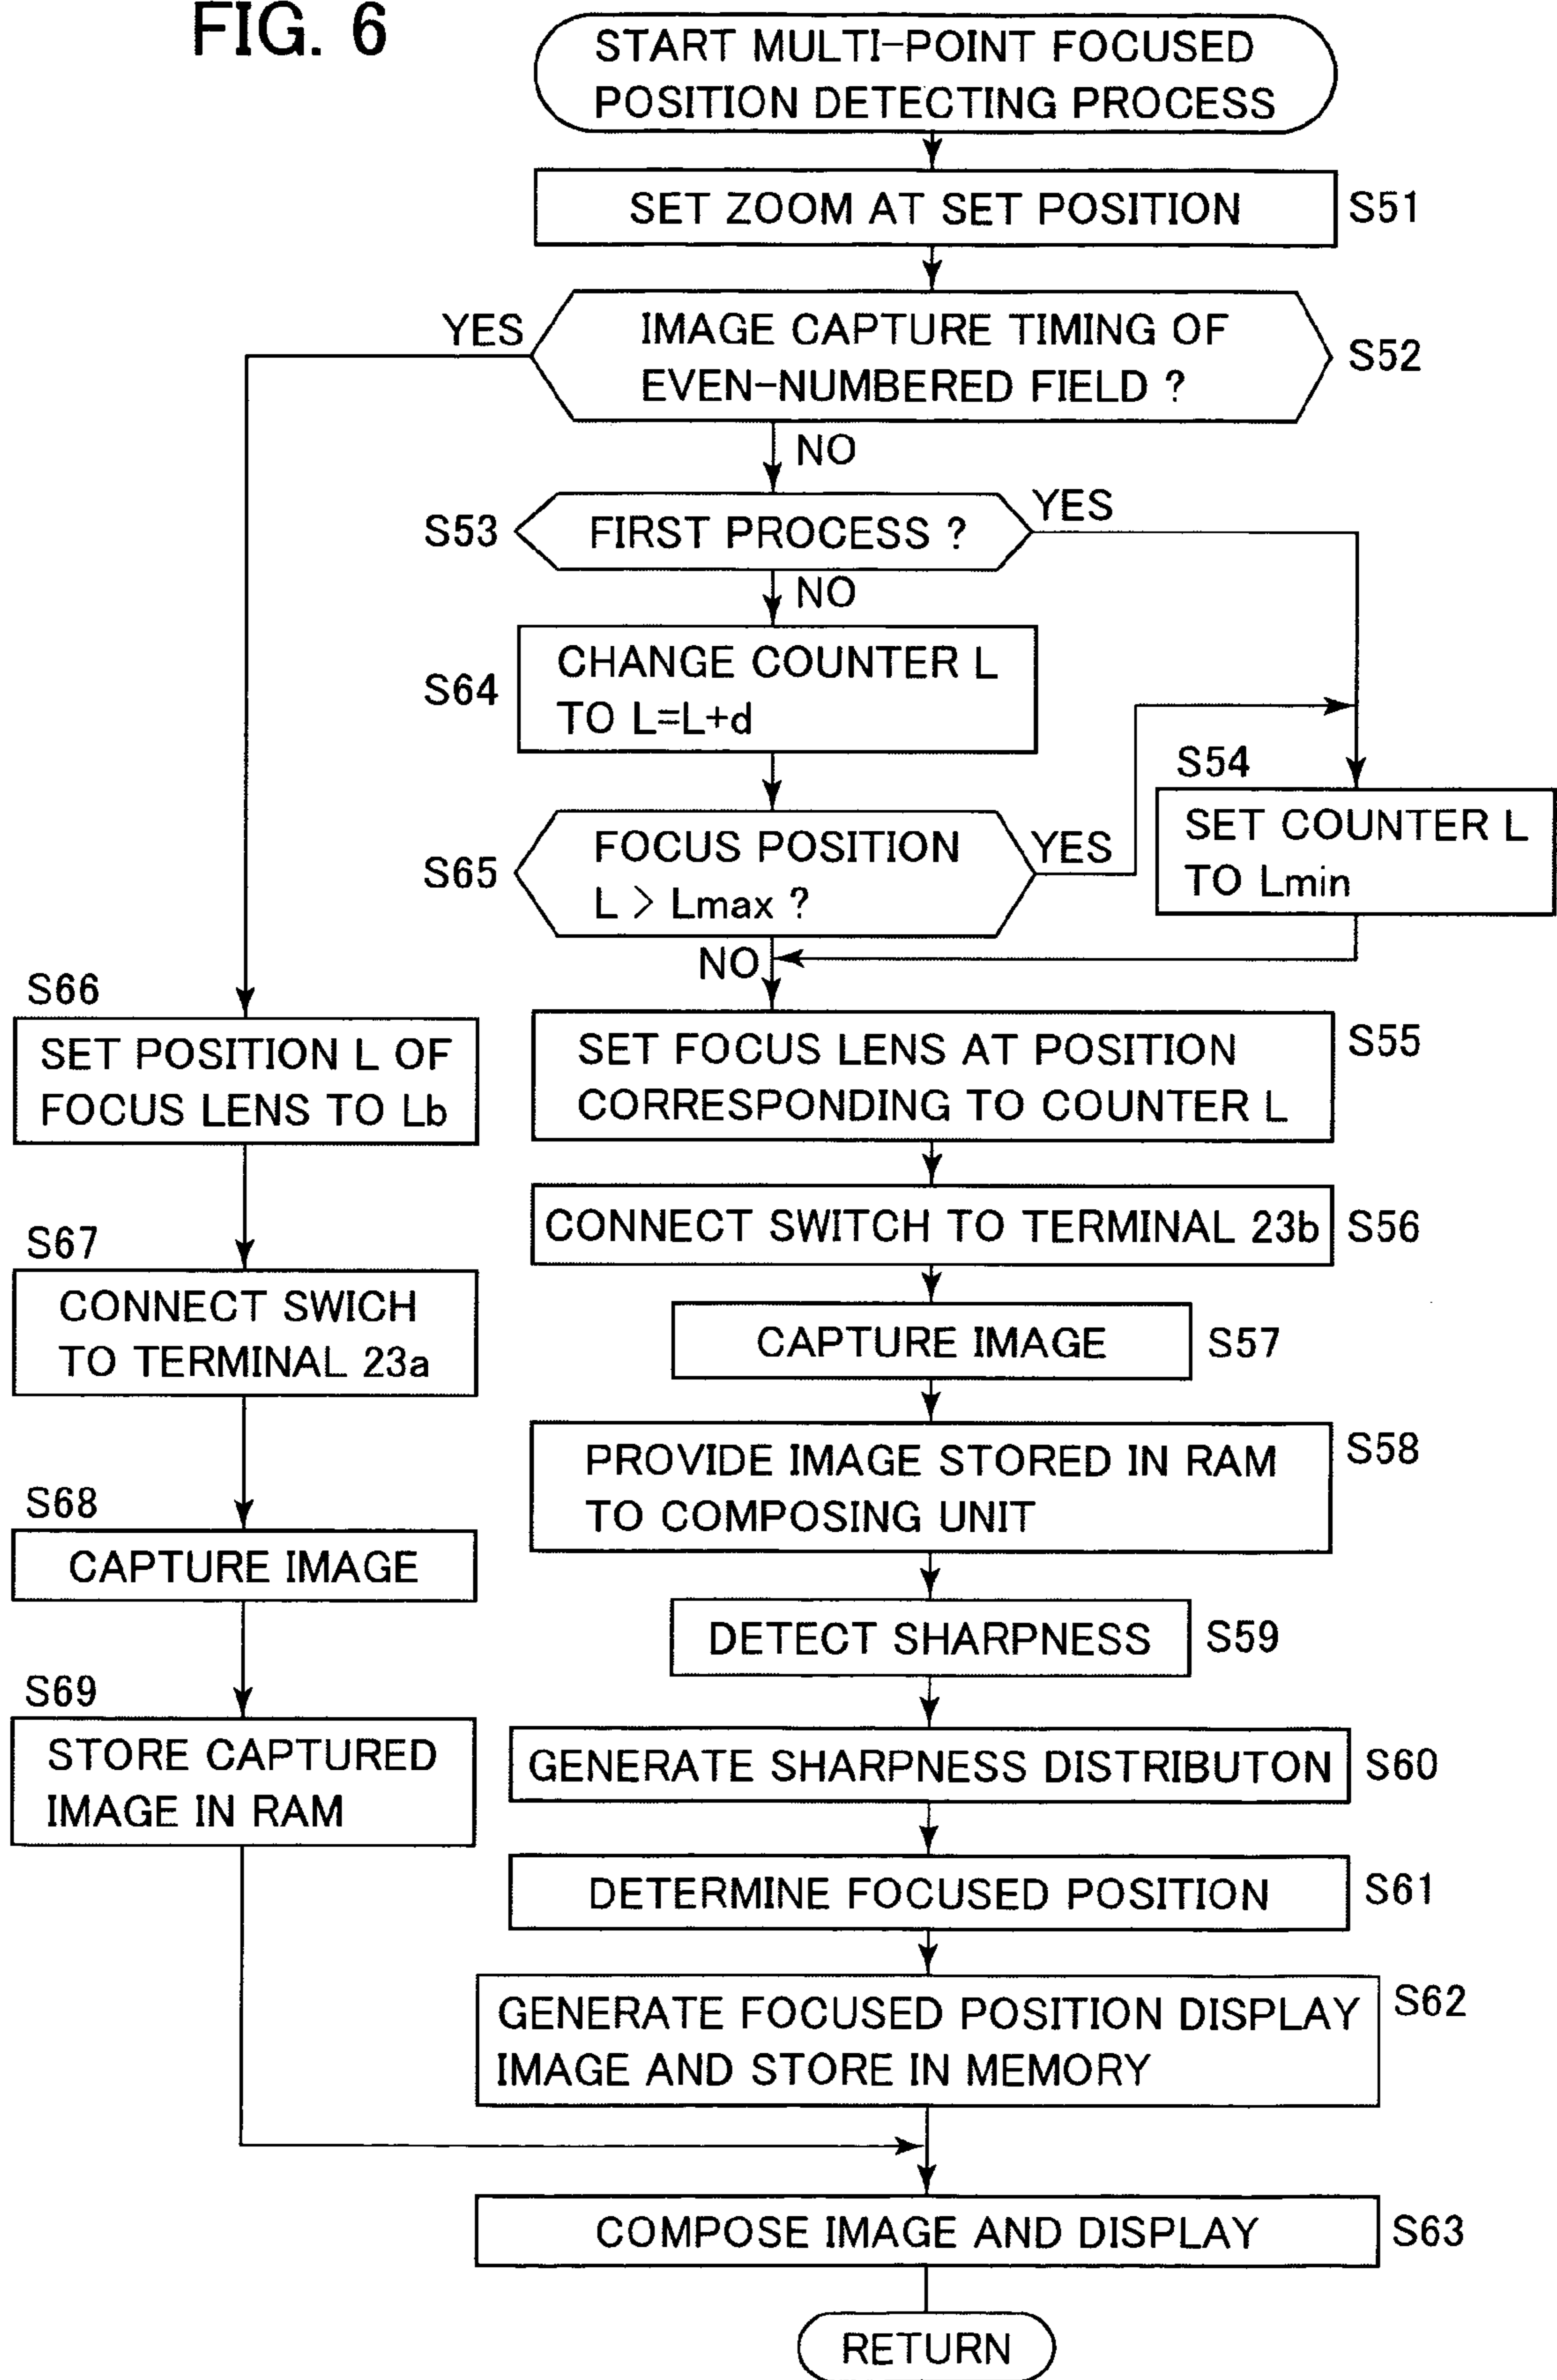 FIG. 6
START MULTI-POINT FOCUSED
POSITION DETECTING PROCESS
SET ZOOM AT SET POSITION
S51
YES
IMAGE CAPTURE TIMING OF
EVEN-NUMBERED FIELD ?
S52
NO
S53
FIRST PROCESS ?
YES
NO
S64
CHANGE COUNTER L
TO L=L+d
S54
SET COUNTER L
TO Lmin
S65
FOCUS POSITION
L > Lmax ?
YES
NO
S66
SET POSITION L OF
FOCUS LENS TO Lb
S55
SET FOCUS LENS AT POSITION
CORRESPONDING TO COUNTER L
CONNECT SWITCH TO TERMINAL 23b
S56
S67
CONNECT SWICH
TO TERMINAL 23a
CAPTURE IMAGE
S57
PROVIDE IMAGE STORED IN RAM
TO COMPOSING UNIT
S58
S68
CAPTURE IMAGE
DETECT SHARPNESS
S59
S69
STORE CAPTURED
IMAGE IN RAM
GENERATE SHARPNESS DISTRIBUTON
S60
DETERMINE FOCUSED POSITION
S61
GENERATE FOCUSED POSITION DISPLAY
IMAGE AND STORE IN MEMORY
S62
COMPOSE IMAGE AND DISPLAY
S63
RETURN